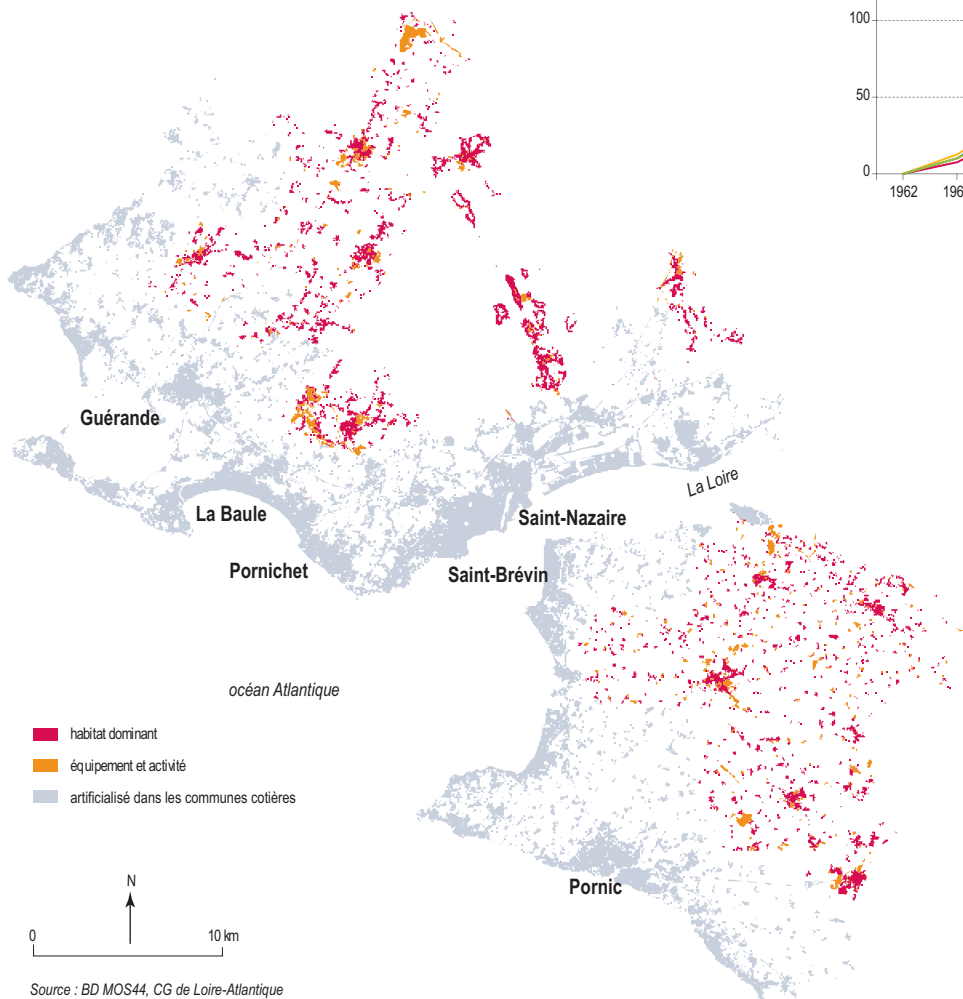 100
50
0
1962 196
Guérande
La Loire
La Baule
Saint-Nazaire
Pornichet
Saint-Brévin
océan Atlantique
habitat dominant
équipement et activité
artificialisé dans les communes cotières
Pornic
N
0 10 km
Source : BD MOS44, CG de Loire-Atlantique